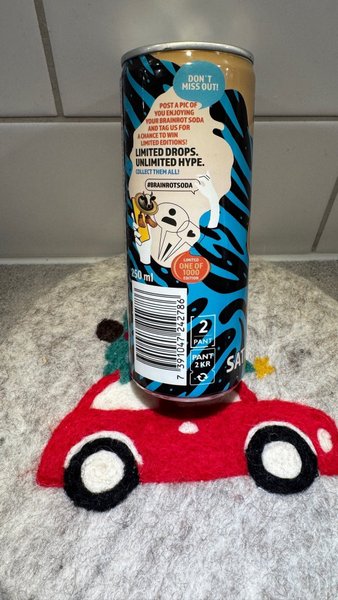 DON'T
MISS OUT!
POST A PIC OF
YOU ENJOYING
YOUR BRAINROT SODA
AND TAG US FOR
A CHANCE TO WIN
LIMITED EDITIONS!
LIMITED DROPS.
UNLIMITED HYPE.
COLLECT THEM ALL!
#BRAINROTSODA
LIMITED
ONE OF
1000
EDITION
250 ml
7 391047 242786
2
PANT
PANT
2 KR